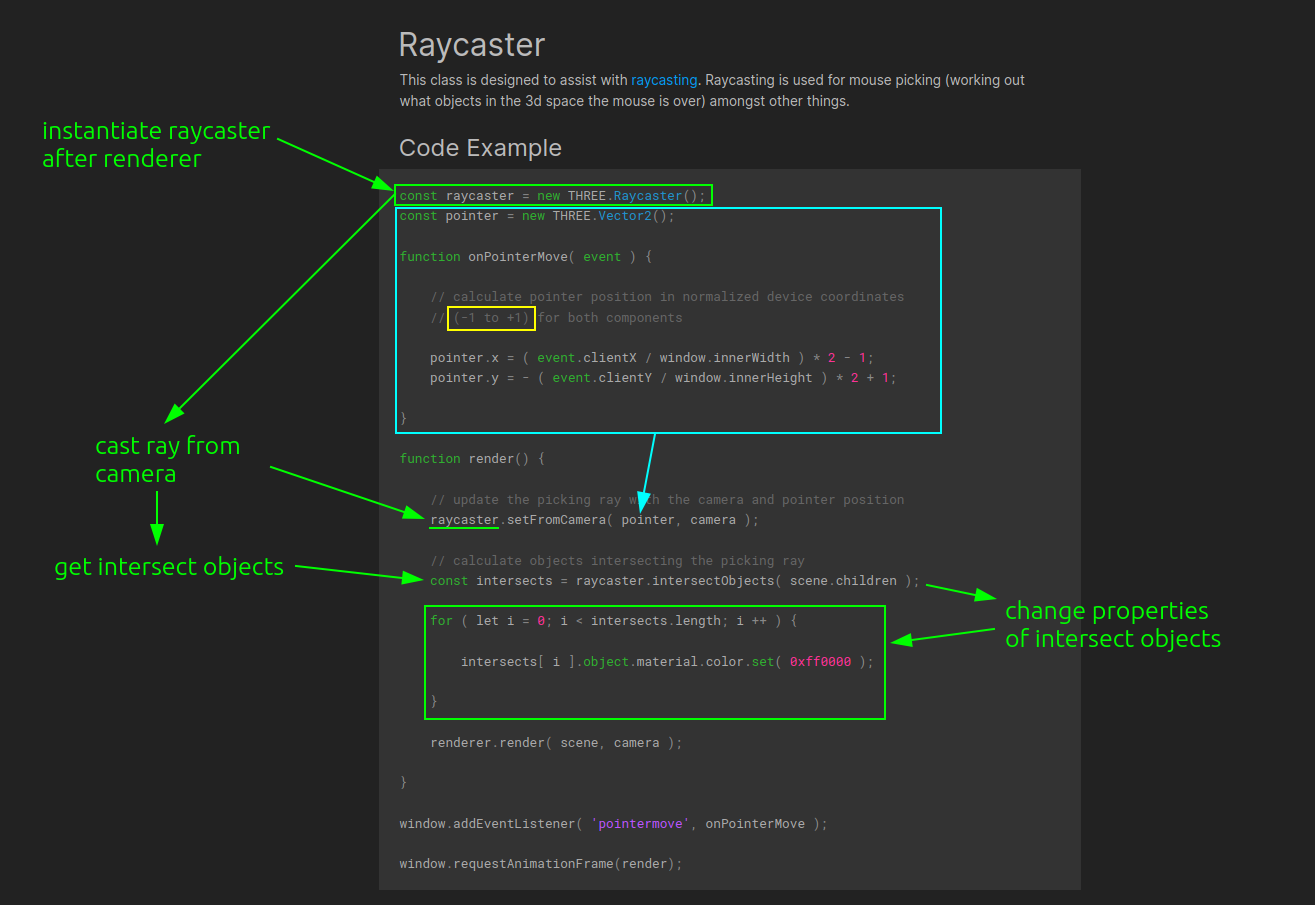 Raycaster
This class is designed to assist with raycasting. Raycasting is used for mouse picking (working out
what objects in the 3d space the mouse is over) amongst other things.
instantiate raycaster
after renderer
Code Example
const raycaster = new THREE.Raycaster();
const pointer = new THREE.Vector2();
function onPointerMove( event ) {
// calculate pointer position in normalized device coordinates
// (-1 to +1) for both components
pointer.x = ( event.clientX / window.innerWidth ) * 2 - 1;
pointer.y = - ( event.clientY / window.innerHeight ) * 2 + 1;
}
cast ray from
camera
function render() {
// update the picking ray with the camera and pointer position
raycaster.setFromCamera( pointer, camera );
get intersect objects
// calculate objects intersecting the picking ray
const intersects = raycaster.intersectObjects( scene.children );
change properties
of intersect objects
for ( let i = 0; i < intersects.length; i ++ ) {
intersects[ i ].object.material.color.set( 0xff0000 );
}
renderer.render( scene, camera );
}
window.addEventListener( 'pointermove', onPointerMove );
window.requestAnimationFrame(render);